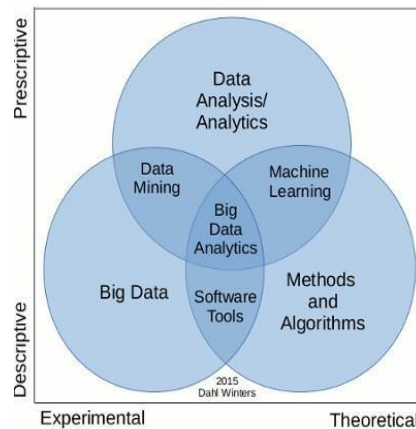 Prescriptive
Data
Analysis/
Analytics
Data
Mining
Machine
Learning
Big
Data
Analytics
Big Data
Methods
and
Algorithms
Software
Tools
Descriptive
2015
Dahl Winters
Experimental
Theoretical